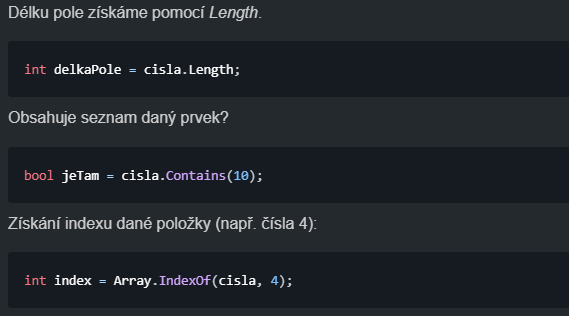 Délku pole získáme pomocí Length.
int delkaPole = cisla.Length;
Obsahuje seznam daný prvek?
bool jeTam = cisla.Contains(10);
Získání indexu dané položky (např. čísla 4):
int index = Array.IndexOf(cisla, 4);